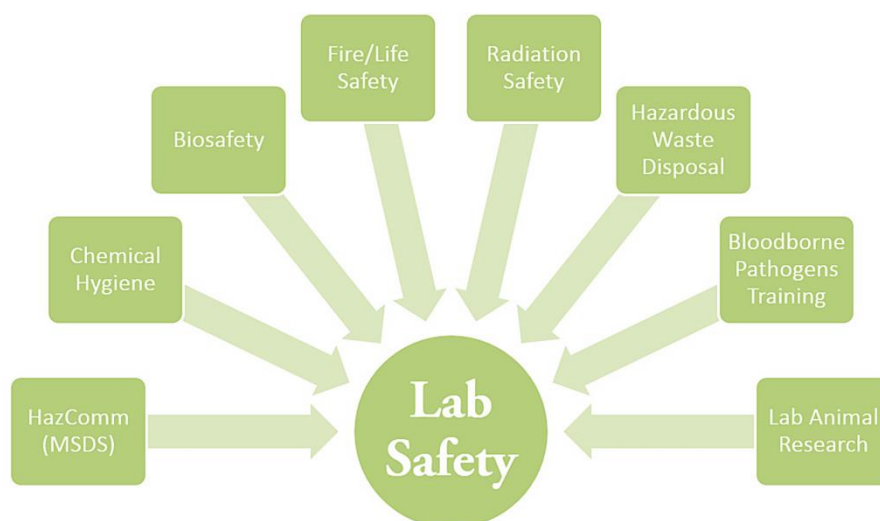 HazComm
(MSDS)
Chemical
Hygiene
Biosafety
Fire/Life
Safety
Radiation
Safety
Hazardous
Waste
Disposal
Bloodborne
Pathogens
Training
Lab Animal
Research
Lab
Safety